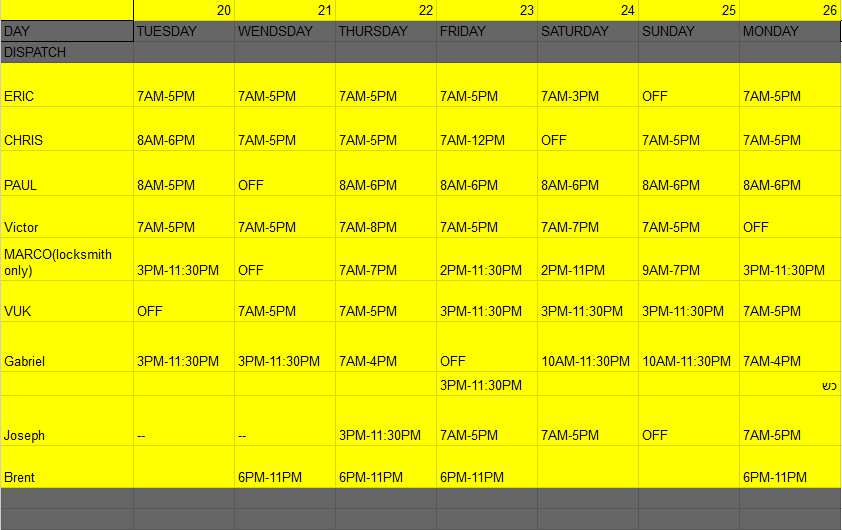 20 21 22 23 24 25 26
DAY TUESDAY WENDSDAY THURSDAY FRIDAY SATURDAY SUNDAY MONDAY
DISPATCH
ERIC 7AM-5PM 7AM-5PM 7AM-5PM 7AM-5PM 7AM-3PM OFF 7AM-5PM
CHRIS 8AM-6PM 7AM-5PM 7AM-5PM 7AM-12PM OFF 7AM-5PM 7AM-5PM
PAUL 8AM-5PM OFF 8AM-6PM 8AM-6PM 8AM-6PM 8AM-6PM 8AM-6PM
Victor 7AM-5PM 7AM-5PM 7AM-8PM 7AM-5PM 7AM-7PM 7AM-5PM OFF
MARCO(locksmith
only) 3PM-11:30PM OFF 7AM-7PM 2PM-11:30PM 2PM-11PM 9AM-7PM 3PM-11:30PM
VUK OFF 7AM-5PM 7AM-5PM 3PM-11:30PM 3PM-11:30PM 3PM-11:30PM 7AM-5PM
Gabriel 3PM-11:30PM 3PM-11:30PM 7AM-4PM OFF 10AM-11:30PM 10AM-11:30PM 7AM-4PM
3PM-11:30PM כש
Joseph -- -- 3PM-11:30PM 7AM-5PM 7AM-5PM OFF 7AM-5PM
Brent 6PM-11PM 6PM-11PM 6PM-11PM 6PM-11PM